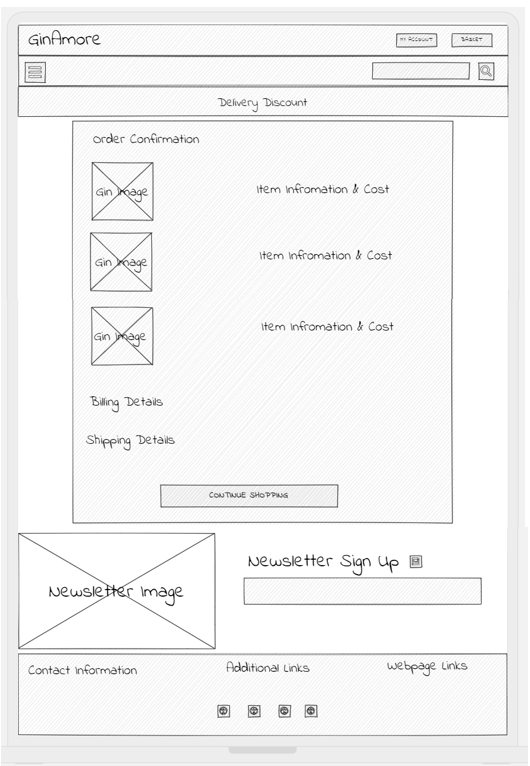 GinAmore
MY ACCOUNT
BASKET
Delivery Discount
Order Confirmation
Gin Image
Item Infromation & Cost
Gin Image
Item Infromation & Cost
Gin Image
Item Infromation & Cost
Billing Details
Shipping Details
CONTINUE SHOPPING
Newsletter Sign Up
Newsletter Image
Contact Information
Additional Links
Webpage Links